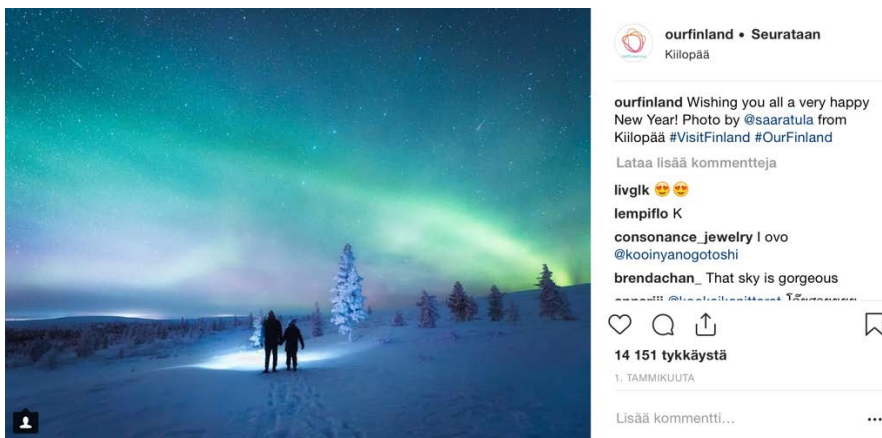 ourfinland • Seurataan
Kiilopää
ourfinland Wishing you all a very happy
New Year! Photo by @saaratula from
Kiilopää #VisitFinland #OurFinland
Lataa lisää kommentteja
livglk 😍😍
lempiflo K
consonance_jewelry I ovo
@kooinyanogotoshi
brendachan_ That sky is gorgeous
14 151 tykkäystä
1. TAMMIKUUTA
Lisää kommentti...